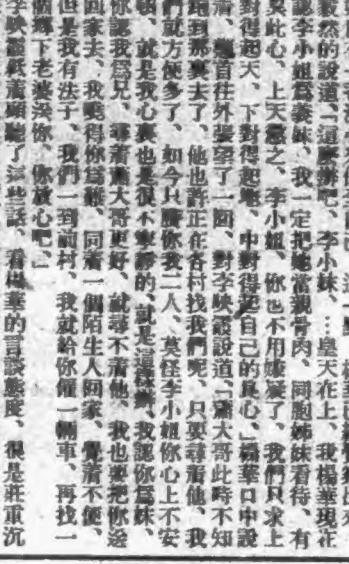 毅然的說道、「這麼辦吧、李小妹、…皇天在上、我楊華現在
認李小姐爲義妹、我一定把她當親骨肉、同胞姊妹看待、有
異此心、上天鑒之、李小姐、你也不用嫌疑了、我們只求上
對得起天、下對得起地、中對得起自己的良心」楊華口中說
着、首往外張望了一回、對李映霞說道、「蕭大哥此時不知
跑到那裏去了、他也許正在各村找我們呢、只要尋着他、我
們就方便多了、如今只賸你我二人、莫怪李小姐你心上不安
就是我心裏也是很不寧靜的、就是這樣辦、我認你爲妹、
你認我爲兄、尋着蕭大哥更好、就尋不着他、我也要把你送
回家去、我曉得你爲難、同着一個陌生人回家、覺着不便、
但是我有法子、我們一到前村、我就給你僱一輛車、再找一
個鄉下老婆你、你放心吧、」
李映霞低着頭聽了這些話、看楊華的言談態度、很是莊重沉